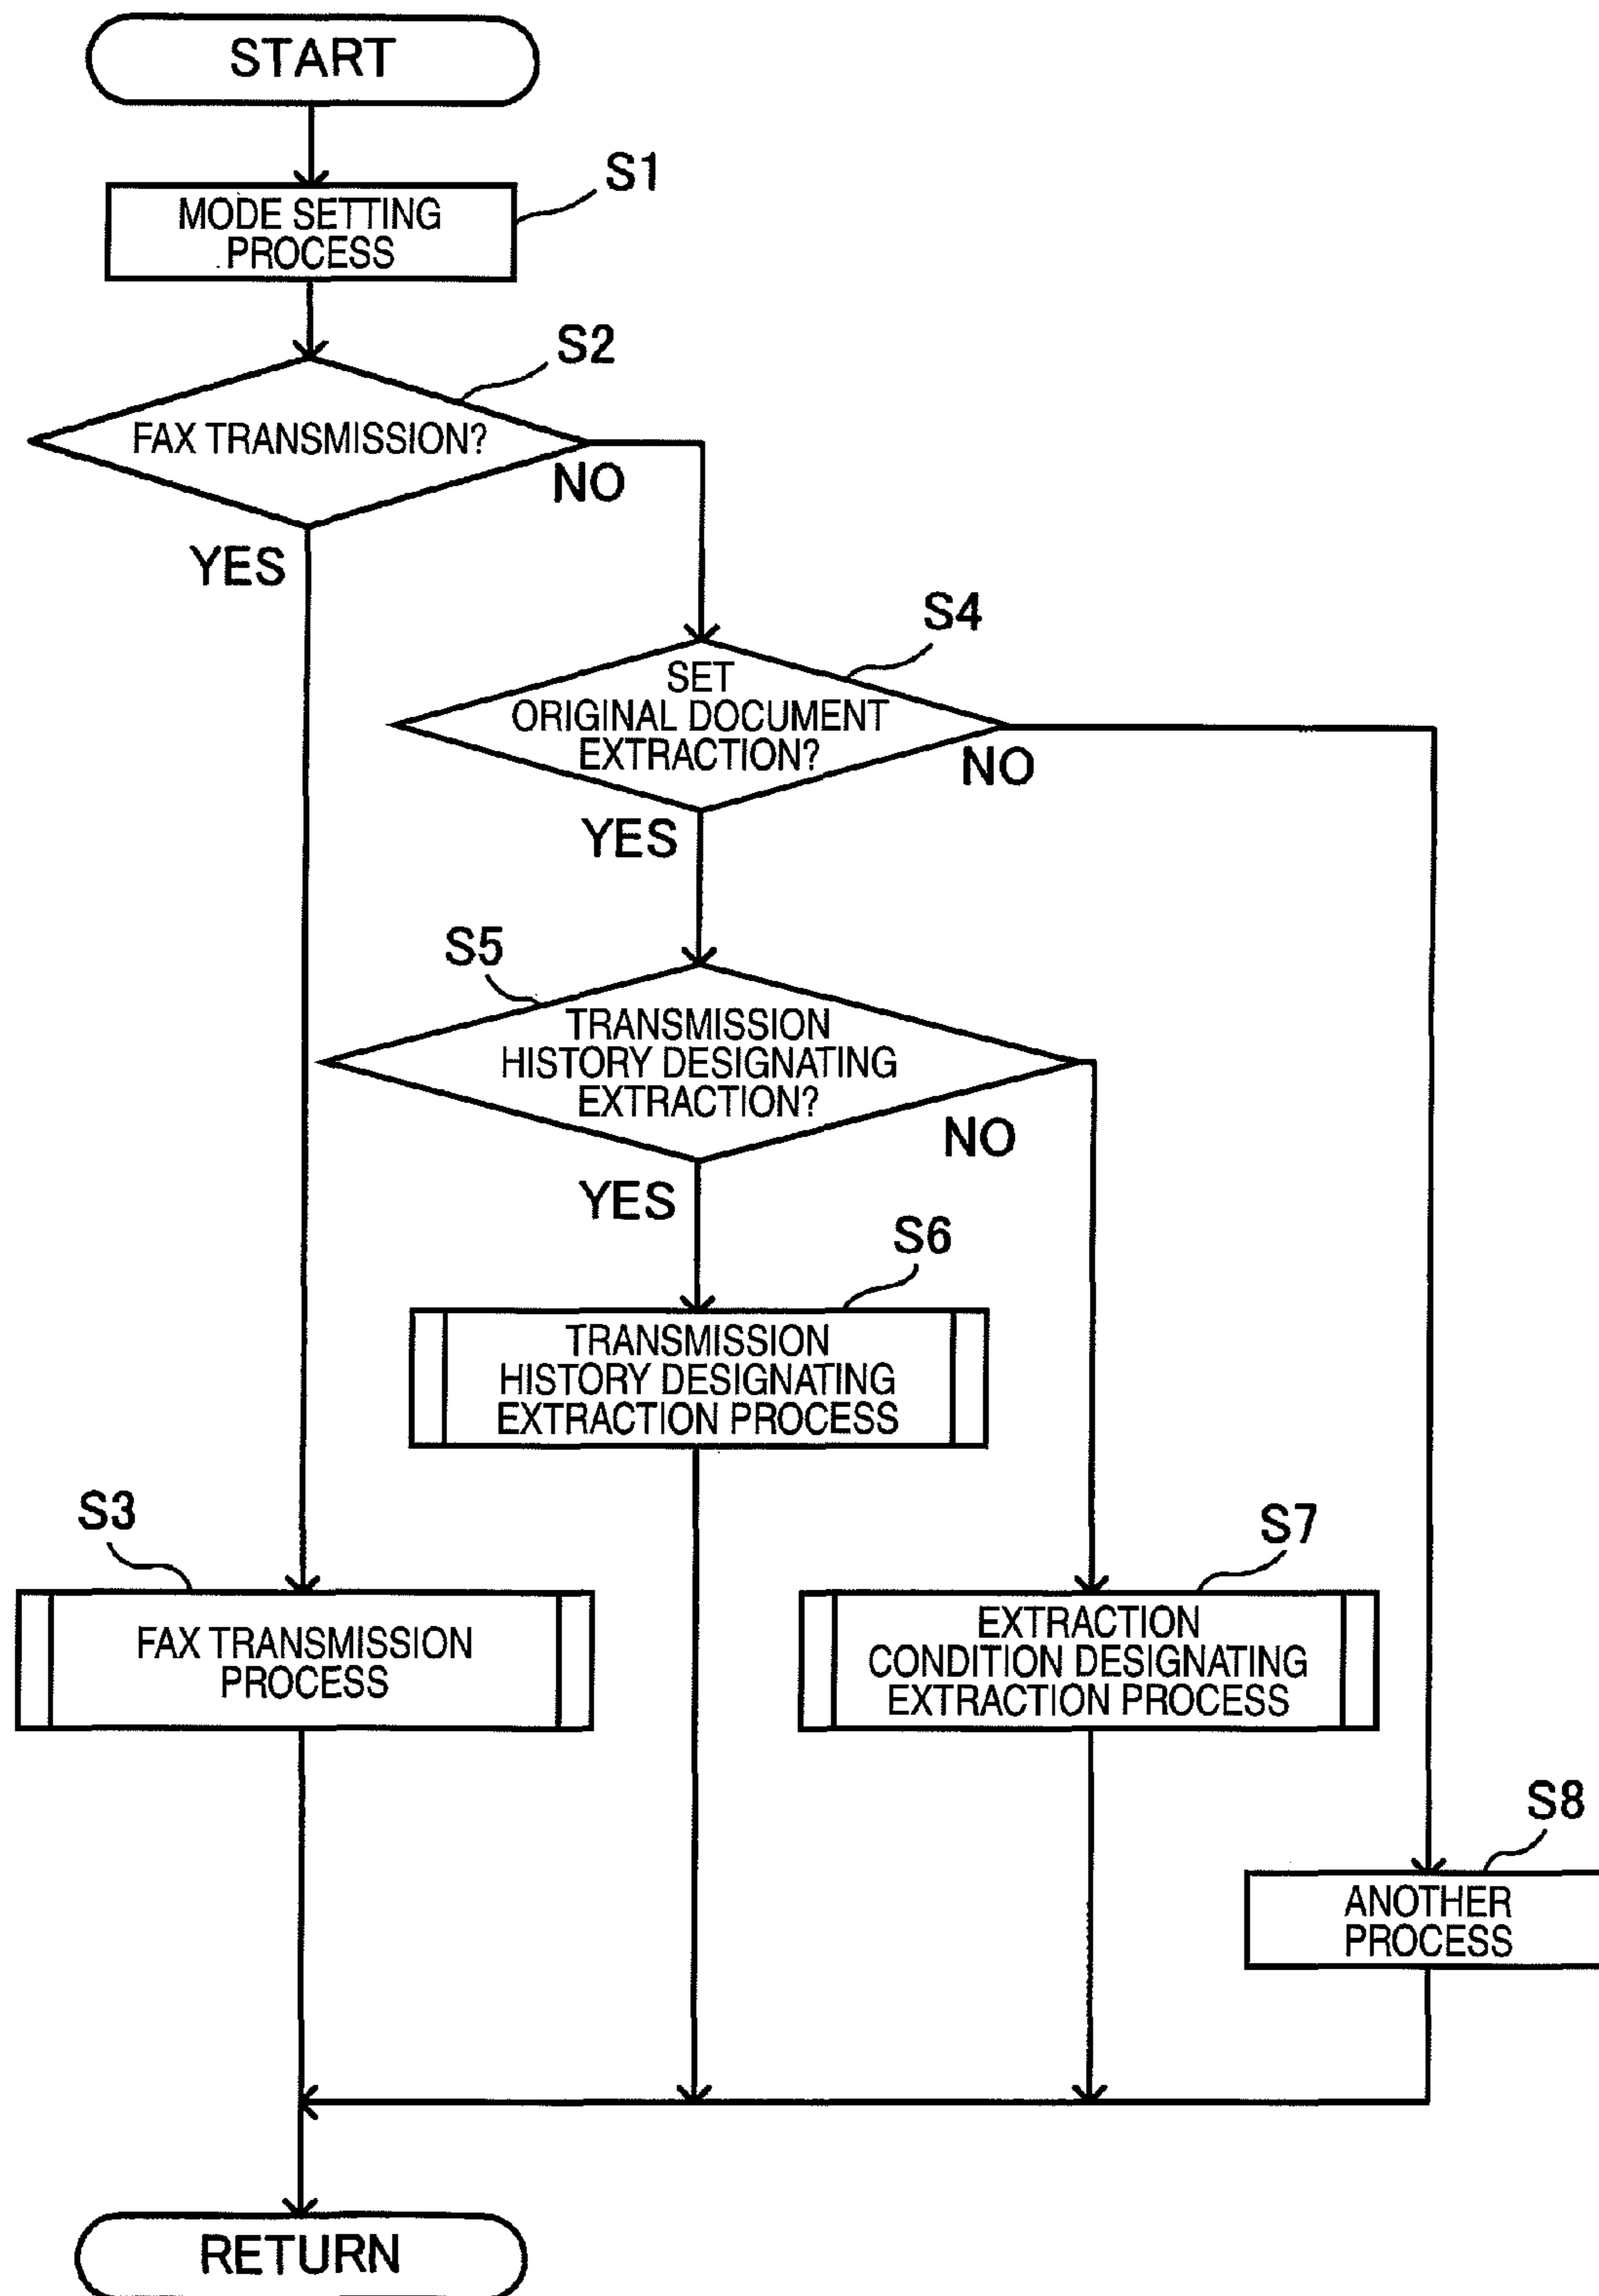 START
S1
MODE SETTING
PROCESS
S2
FAX TRANSMISSION?
NO
YES
S4
SET
ORIGINAL DOCUMENT
EXTRACTION?
NO
YES
S5
TRANSMISSION
HISTORY DESIGNATING
EXTRACTION?
NO
YES
S6
TRANSMISSION
HISTORY DESIGNATING
EXTRACTION PROCESS
S3
FAX TRANSMISSION
PROCESS
S7
EXTRACTION
CONDITION DESIGNATING
EXTRACTION PROCESS
S8
ANOTHER
PROCESS
RETURN